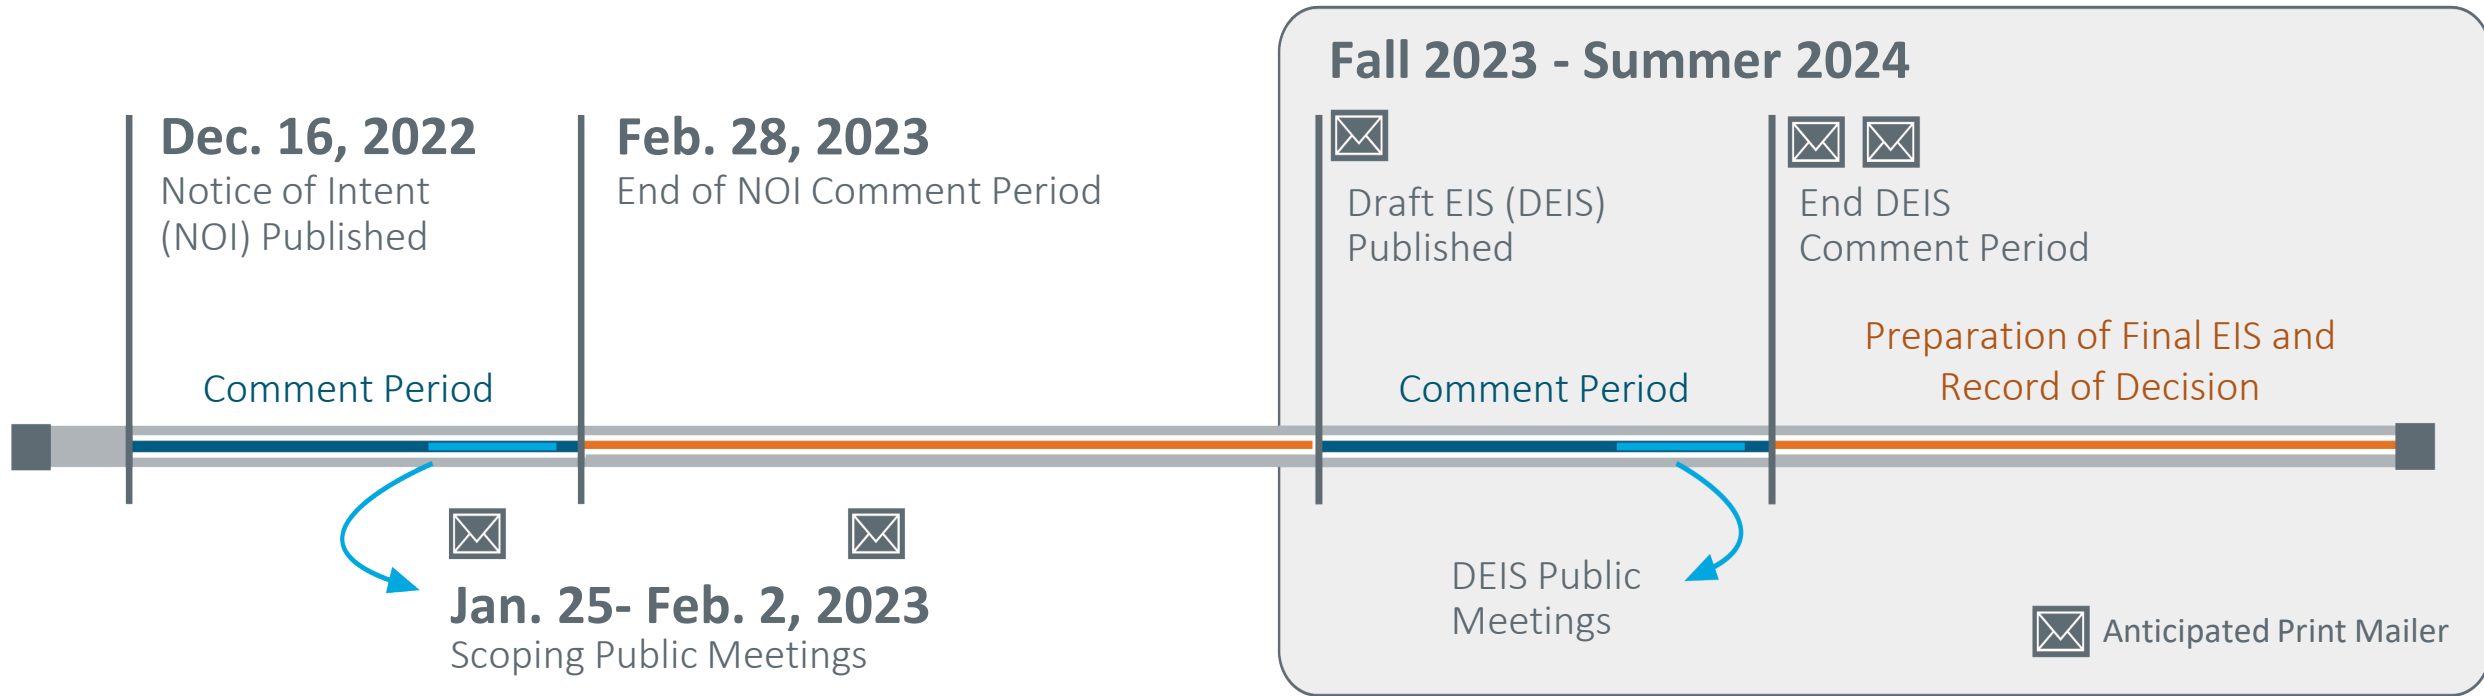 Dec. 16, 2022
Notice of Intent
(NOI) Published
Feb. 28, 2023
End of NOI Comment Period
Fall 2023 - Summer 2024
Draft EIS (DEIS)
Published
End DEIS
Comment Period
Comment Period
Comment Period
Preparation of Final EIS and
Record of Decision
Jan. 25- Feb. 2, 2023
Scoping Public Meetings
DEIS Public
Meetings
Anticipated Print Mailer